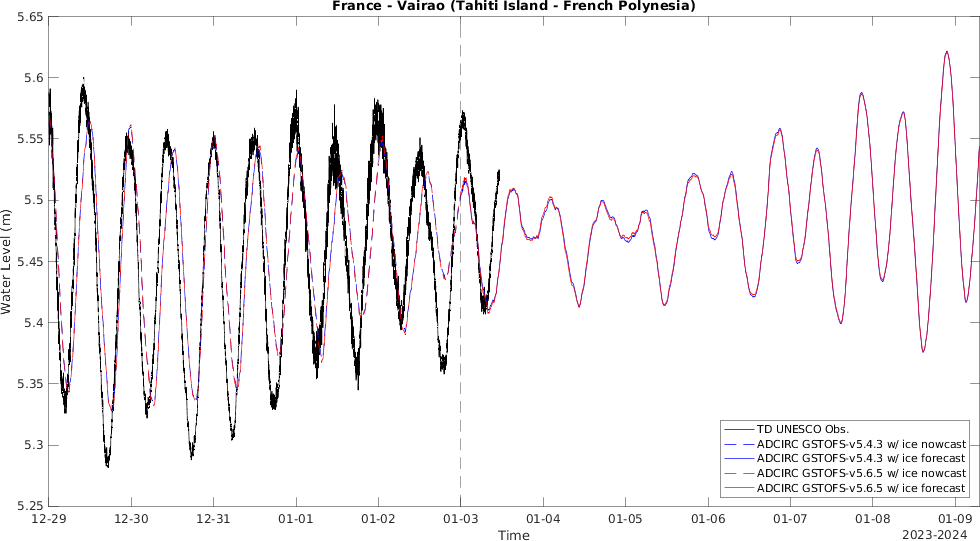 France - Vairao (Tahiti Island - French Polynesia)
5.65
5.6
5.55
5.5
5.45
5.4
5.35
5.3
5.25
Water Level (m)
12-29 12-30 12-31 01-01 01-02 01-03 01-04 01-05 01-06 01-07 01-08 01-09
Time
2023-2024
TD UNESCO Obs.
ADCIRC GSTOFS-v5.4.3 w/ ice nowcast
ADCIRC GSTOFS-v5.4.3 w/ ice forecast
ADCIRC GSTOFS-v5.6.5 w/ ice nowcast
ADCIRC GSTOFS-v5.6.5 w/ ice forecast